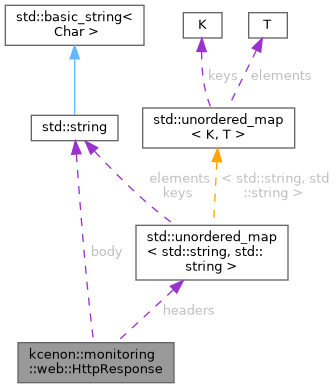 std::basic_string<
Char >
K
T
keys
elements
std::string
std::unordered_map
< K, T >
elements
keys
< std::string, std
::string >
std::unordered_map
< std::string, std::
string >
body
headers
kcenon::monitoring
::web::HttpResponse